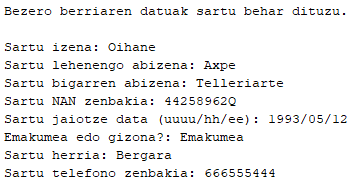 Bezero berriaren datuak sartu behar dituzu.
Sartu izena: Oihane
Sartu lehenengo abizena: Axpe
Sartu bigarren abizena: Telleriarte
Sartu NAN zenbakia: 44258962Q
Sartu jaiotze data (uuuu/hh/ee): 1993/05/12
Emakumea edo gizona?: Emakumea
Sartu herria: Bergara
Sartu telefono zenbakia: 666555444